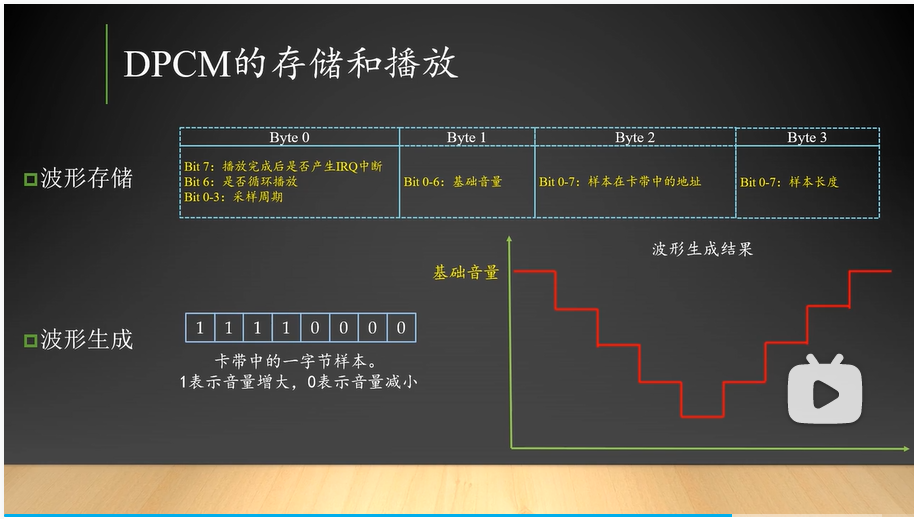 DPCM的存储和播放
Byte 0
Byte 1
Byte 2
Byte 3
波形存储
Bit 7：播放完成后是否产生IRQ中断
Bit 6：是否循环播放
Bit 0-3：采样周期
Bit 0-6：基础音量
Bit 0-7：样本在卡带中的地址
Bit 0-7：样本长度
波形生成结果
基础音量
波形生成
1 1 1 1 0 0 0 0
卡带中的一字节样本。
1表示音量增大，0表示音量减小